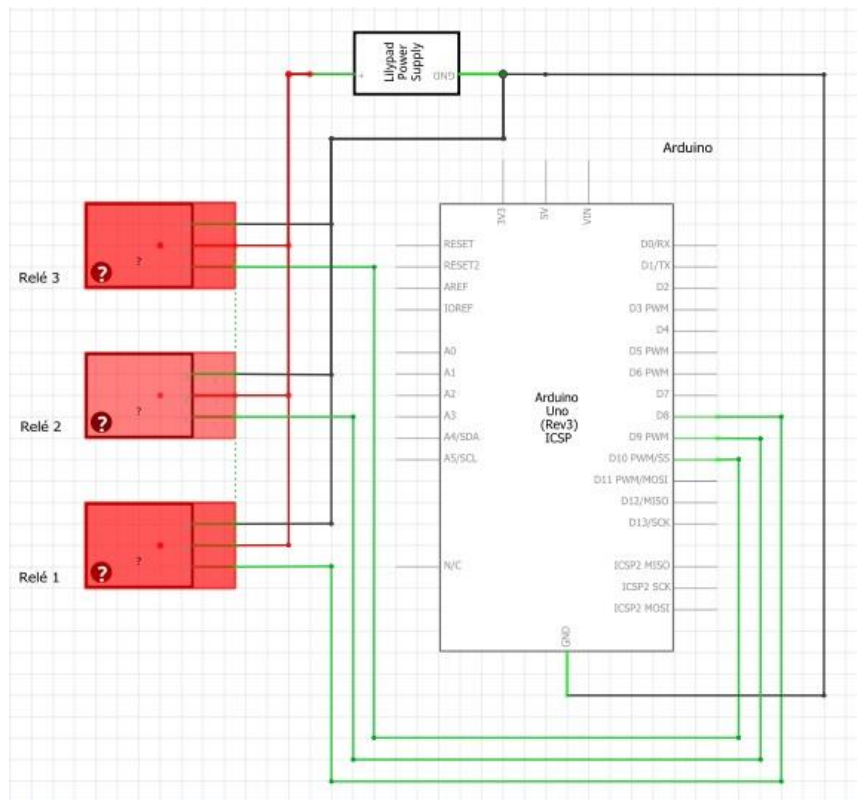 Lilypad
Power
Supply
+
GND
Arduino
3V3
5V
VIN
RESET
RESET2
AREF
IOREF
A0
A1
A2
A3
A4/SDA
A5/SCL
N/C
D0/RX
D1/TX
D2
D3 PWM
D4
D5 PWM
D6 PWM
D7
D8
D9 PWM
D10 PWM/SS
D11 PWM/MOSI
D12/MISO
D13/SCK
ICSP2 MISO
ICSP2 SCK
ICSP2 MOSI
GND
Arduino
Uno
(Rev3)
ICSP
?
?
Relé 3
?
?
Relé 2
?
?
Relé 1